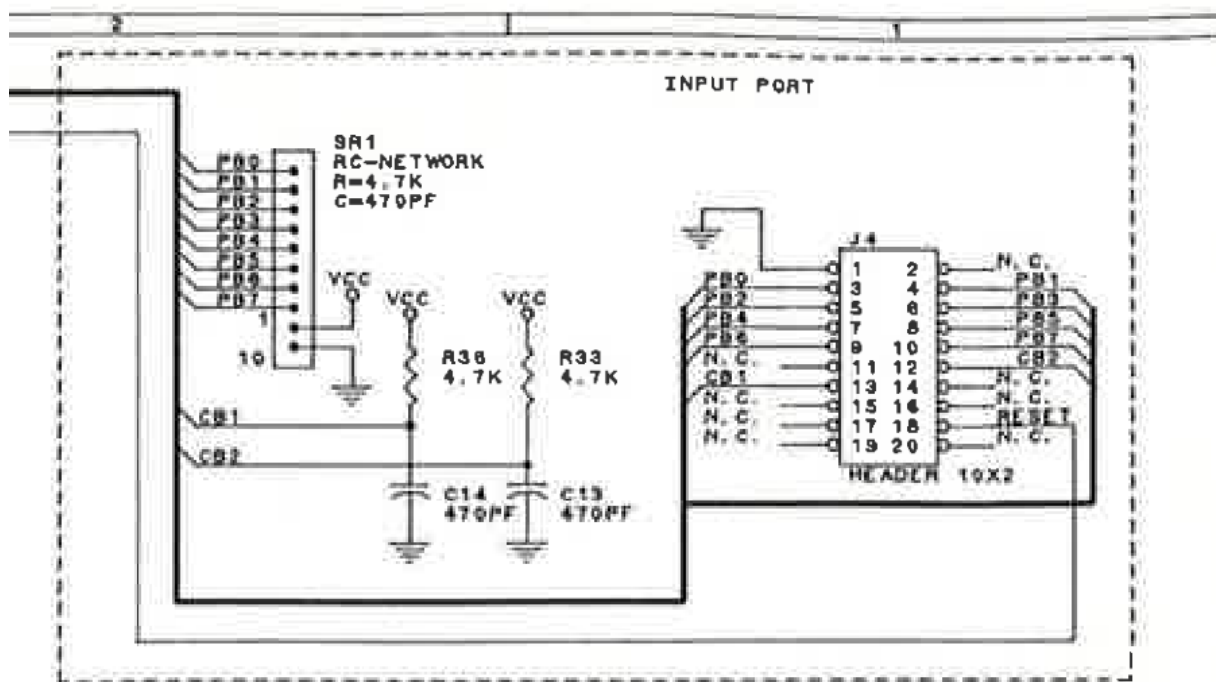 2 1
INPUT PORT
SR1
RC-NETWORK
R=4.7K
C=470PF
PB0
PB1
PB2
PB3
PB4
PB5
PB6
PB7
1
10
VCC
VCC
VCC
R36
4.7K
R33
4.7K
CB1
CB2
C14
470PF
C13
470PF
J4
1 2 N.C.
PB0 3 4 PB1
PB2 5 6 PB3
PB4 7 8 PB5
PB6 9 10 PB7
N.C. 11 12 CB2
CB1 13 14 N.C.
N.C. 15 16 N.C.
N.C. 17 18 RESET
N.C. 19 20 N.C.
HEADER 10X2